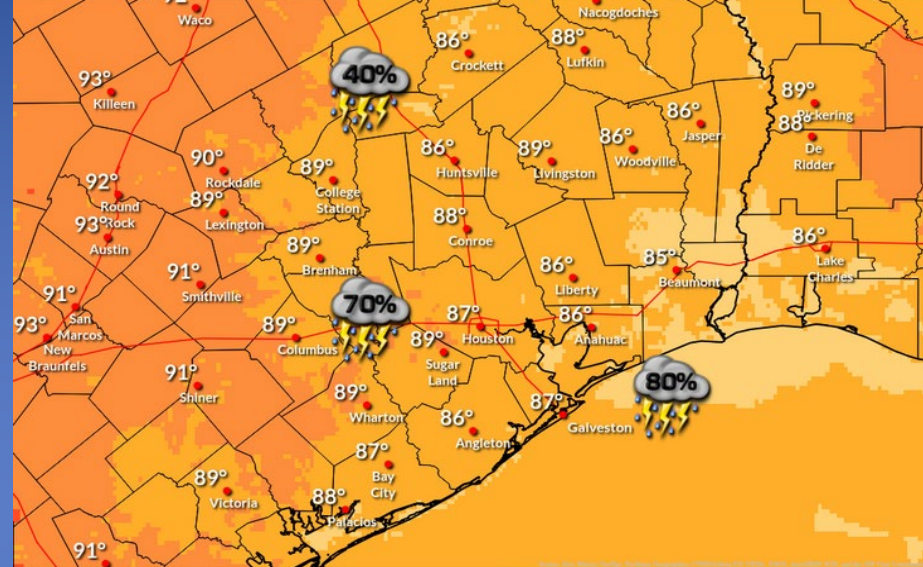 Waco
Nacogdoches
86°
Crockett
88°
Lufkin
40%
93°
Killeen
89°
Pickering
88°
De
Ridder
86°
Jasper
86°
Woodville
86°
Huntsville
89°
Livingston
90°
Rockdale
89°
College
Station
92°
Round
Rock
89°
Lexington
93°
Austin
88°
Conroe
86°
Lake
Charles
89°
Brenham
85°
Beaumont
91°
Smithville
86°
Liberty
70%
91°
San
Marcos
93°
New
Braunfels
89°
Columbus
87°
Houston
86°
Anahuac
89°
Sugar
Land
91°
Shiner
80%
89°
Wharton
86°
Angleton
87°
Galveston
87°
Bay
City
89°
Victoria
88°
Palacios
91°